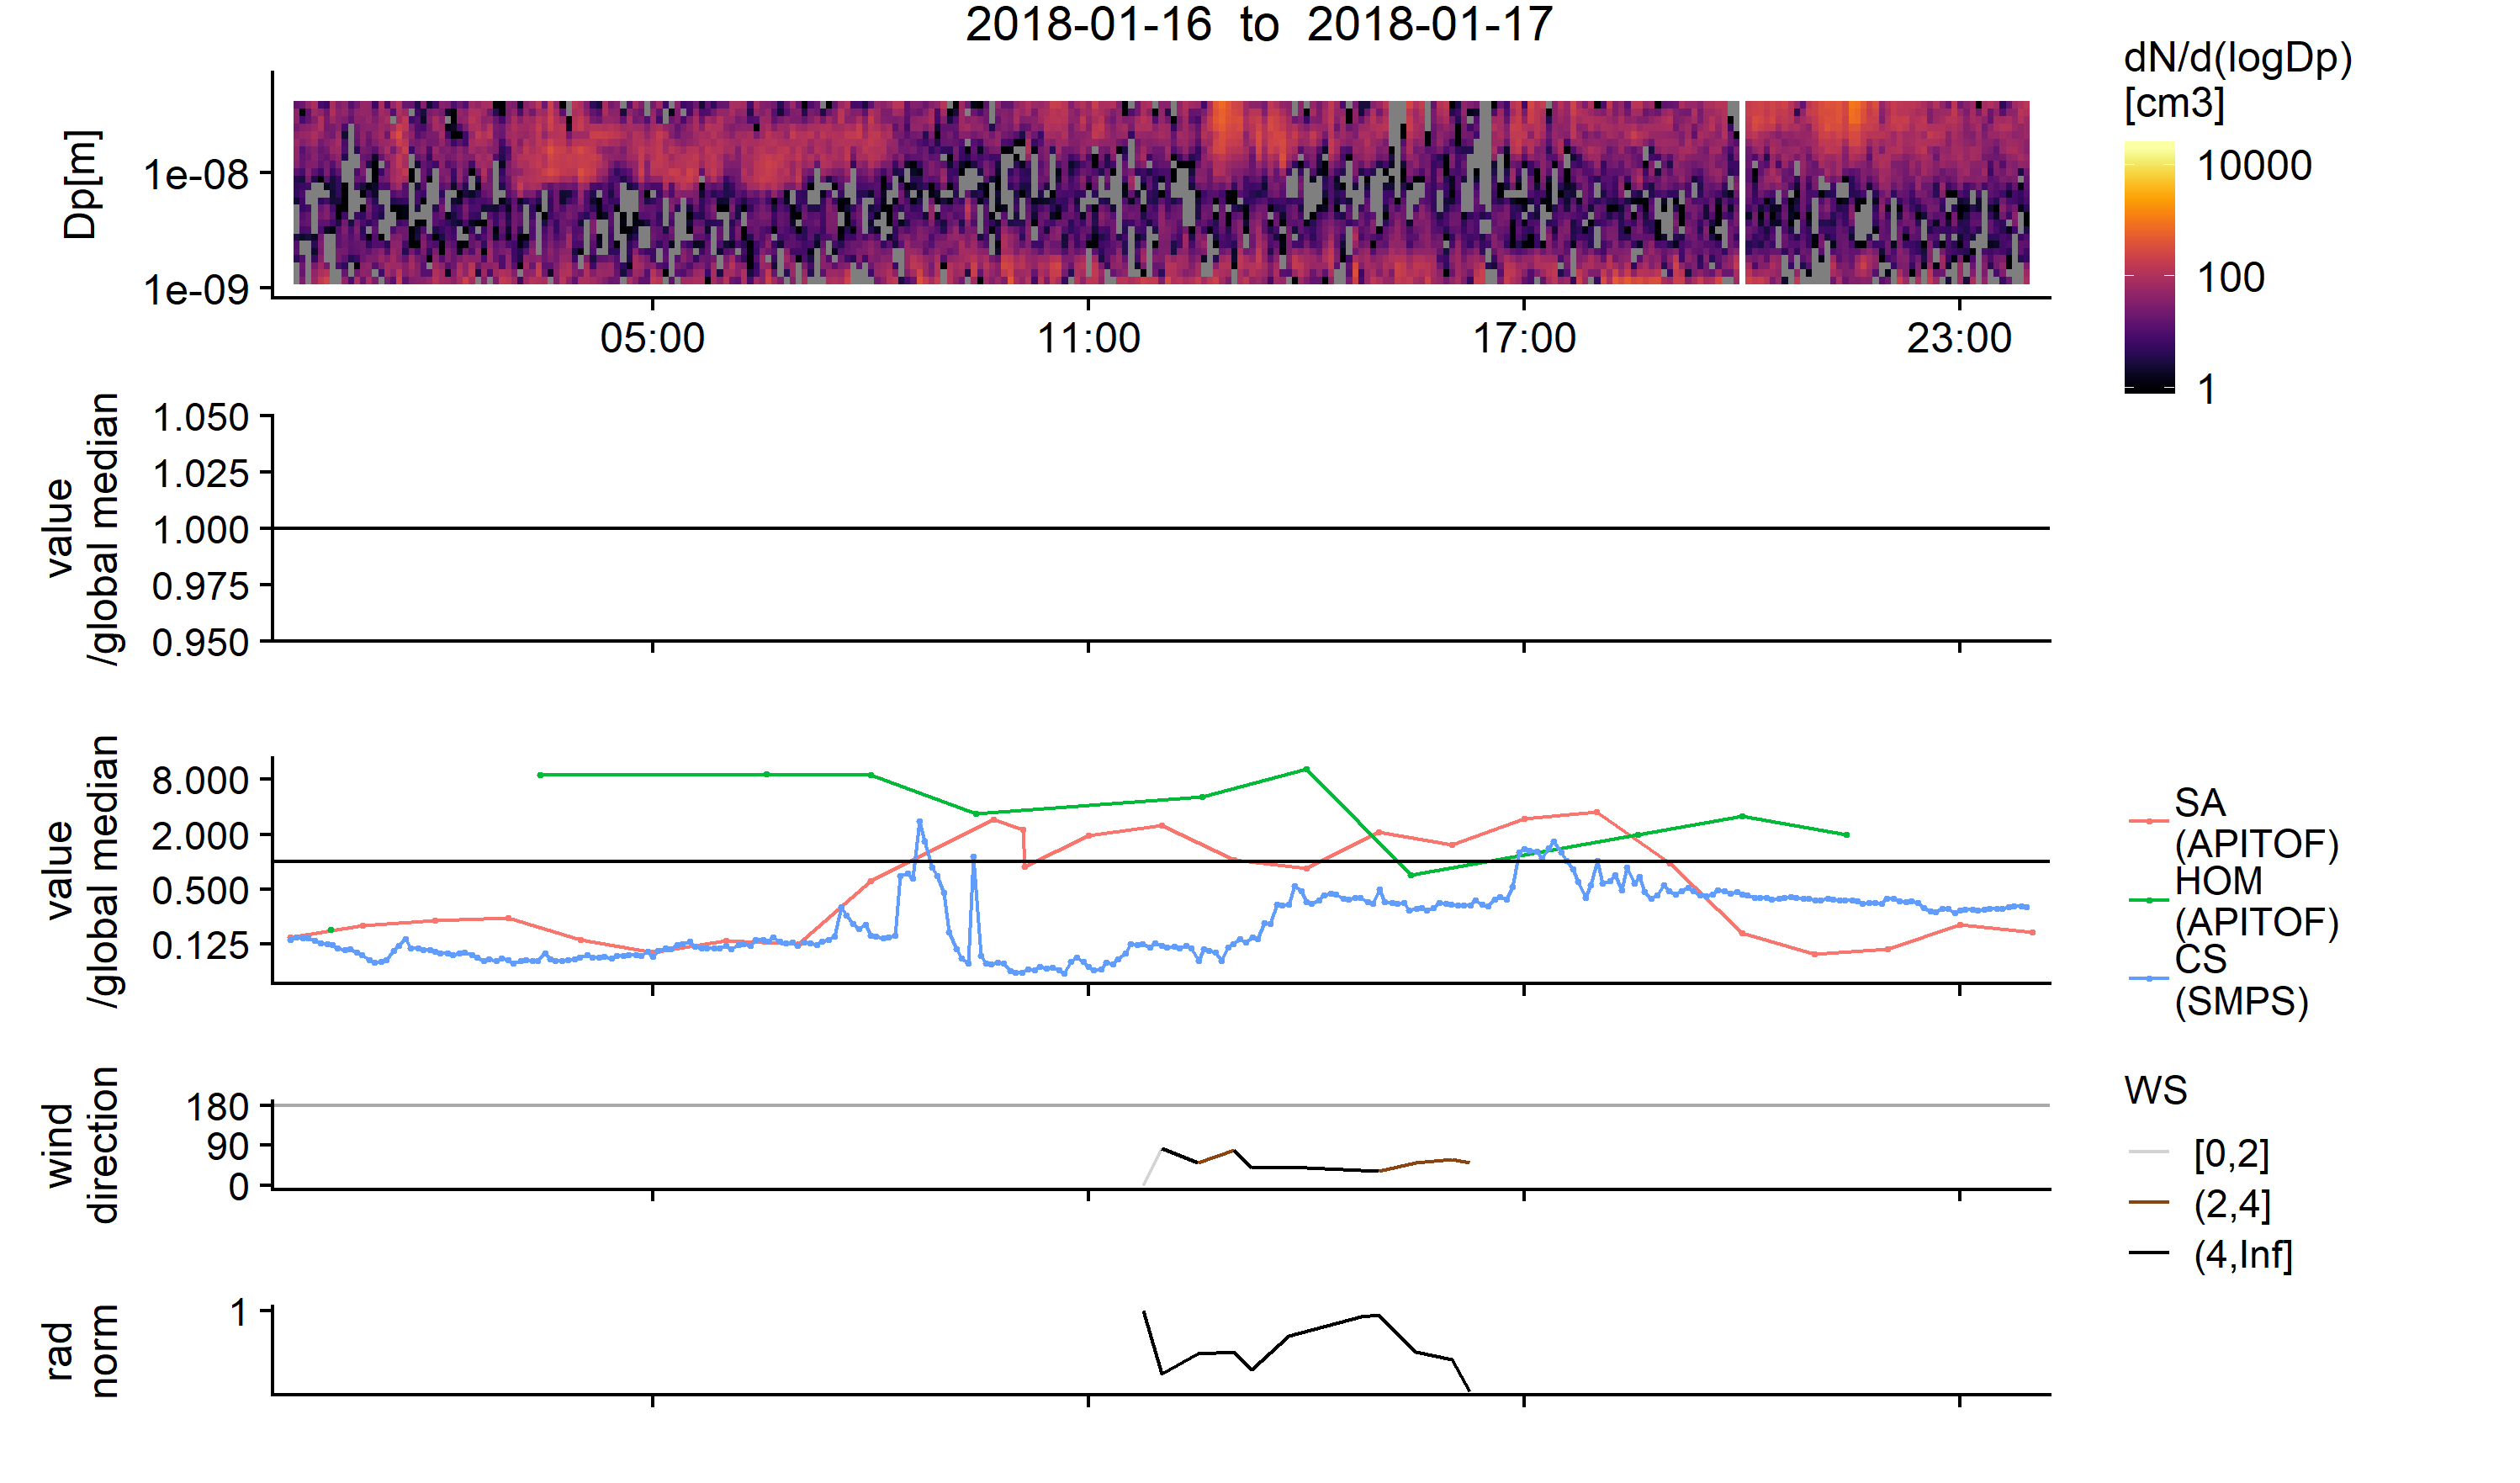 2018-01-16 to 2018-01-17
Dp[m]
1e-08
1e-09
05:00
11:00
17:00
23:00
dN/d(logDp)
[cm3]
10000
100
1
value
/global median
1.050
1.025
1.000
0.975
0.950
value
/global median
8.000
2.000
0.500
0.125
SA
(APITOF)
HOM
(APITOF)
CS
(SMPS)
wind
direction
180
90
0
WS
[0,2]
(2,4]
(4,Inf]
rad
norm
1